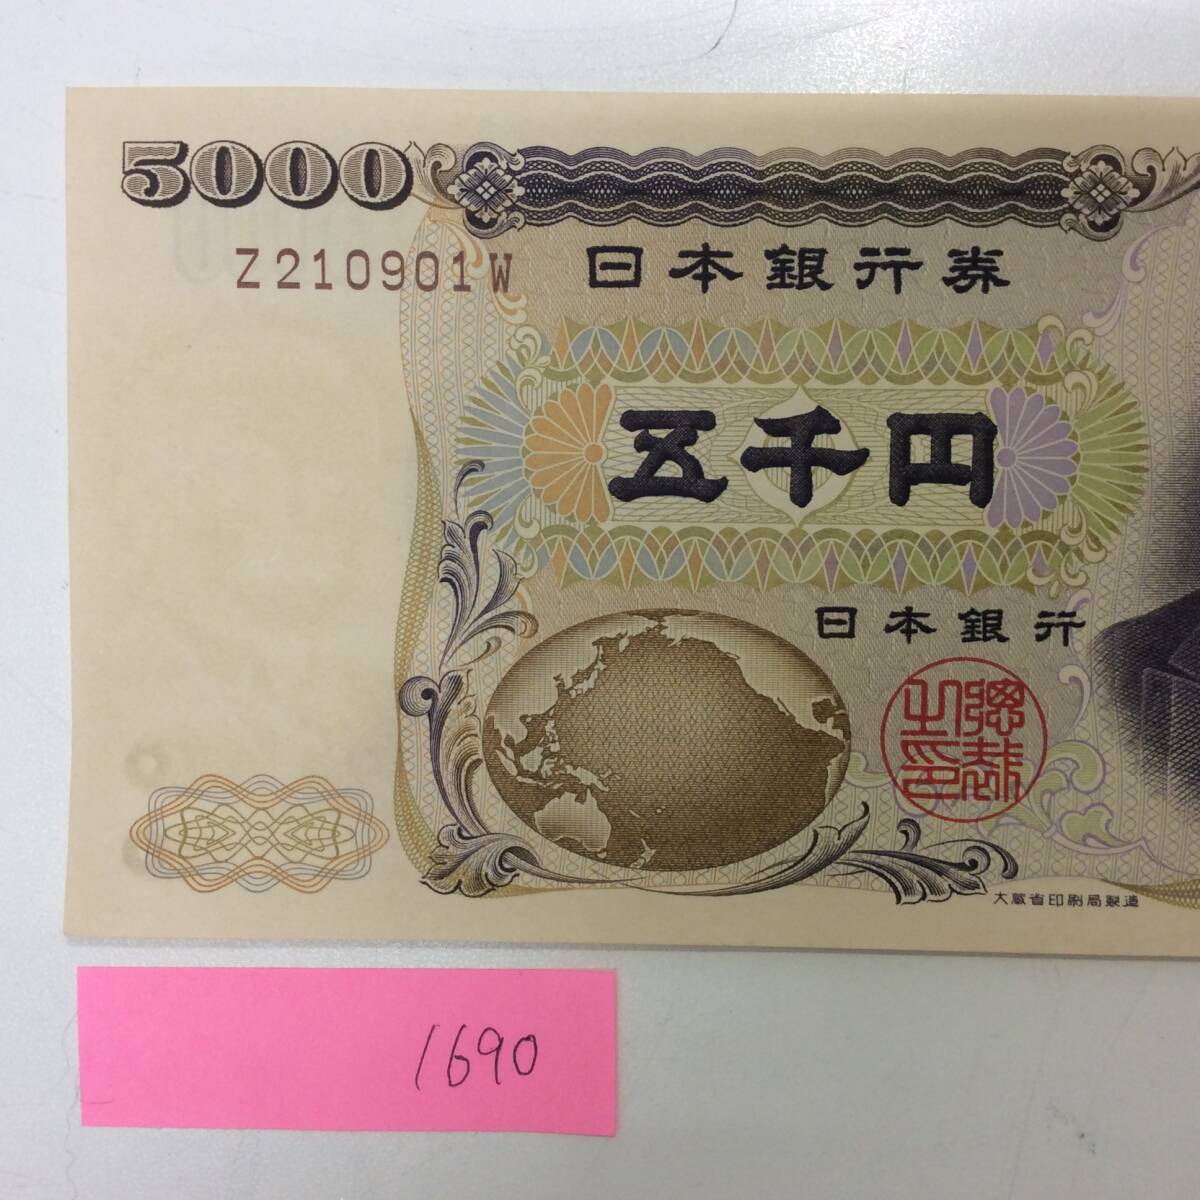 5000
Z210901W
日本銀行券
五千円
日本銀行
総裁之印
大蔵省印刷局製造
1690